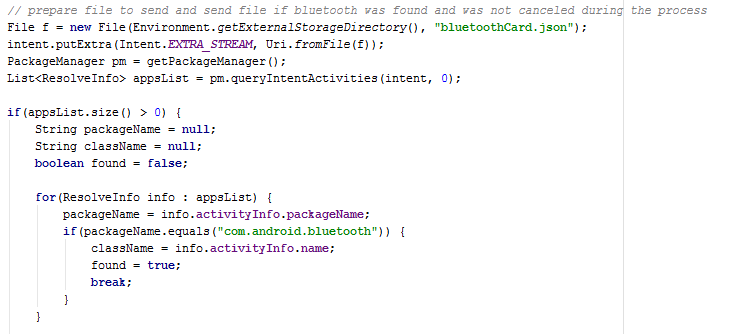 // prepare file to send and send file if bluetooth was found and was not canceled during the process
File f = new File(Environment.getExternalStorageDirectory(), "bluetoothCard.json");
intent.putExtra(Intent.EXTRA_STREAM, Uri.fromFile(f));
PackageManager pm = getPackageManager();
List<ResolveInfo> appsList = pm.queryIntentActivities(intent, 0);

if(appsList.size() > 0) {
    String packageName = null;
    String className = null;
    boolean found = false;

    for(ResolveInfo info : appsList) {
        packageName = info.activityInfo.packageName;
        if(packageName.equals("com.android.bluetooth")) {
            className = info.activityInfo.name;
            found = true;
            break;
        }
    }